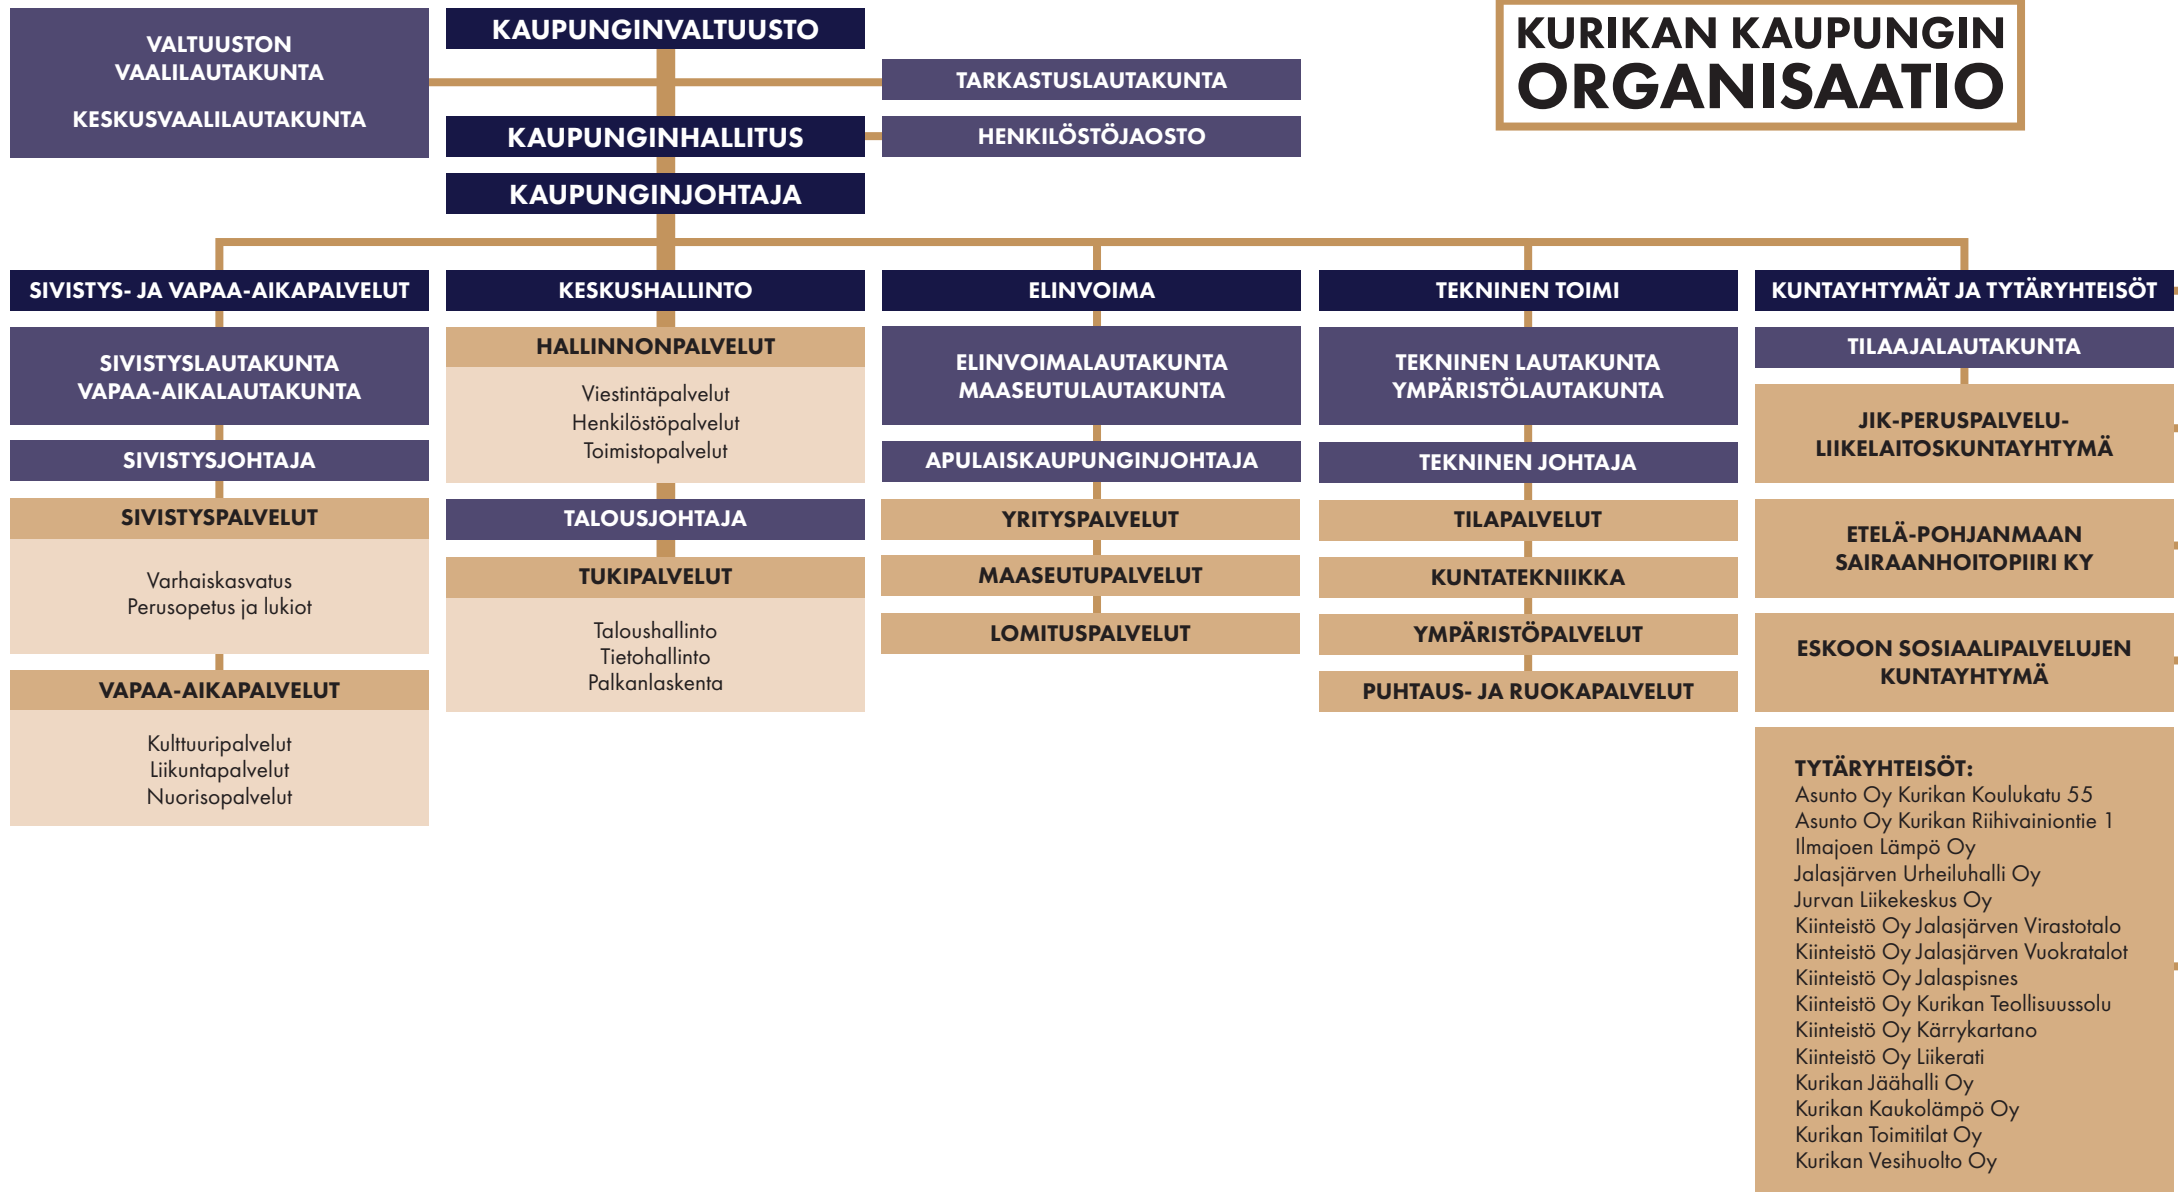 KURIKAN KAUPUNGIN
ORGANISAATIO
VALTUUSTON
VAALILAUTAKUNTA
KESKUSVAALILAUTAKUNTA
KAUPUNGINVALTUUSTO
TARKASTUSLAUTAKUNTA
KAUPUNGINHALLITUS
HENKILÖSTÖJAOSTO
KAUPUNGINJOHTAJA
SIVISTYS- JA VAPAA-AIKAPALVELUT
SIVISTYSLAUTAKUNTA
VAPAA-AIKALAUTAKUNTA
SIVISTYSJOHTAJA
SIVISTYSPALVELUT
Varhaiskasvatus
Perusopetus ja lukiot
VAPAA-AIKAPALVELUT
Kulttuuripalvelut
Liikuntapalvelut
Nuorisopalvelut
KESKUSHALLINTO
HALLINNONPALVELUT
Viestintäpalvelut
Henkilöstöpalvelut
Toimistopalvelut
TALOUSJOHTAJA
TUKIPALVELUT
Taloushallinto
Tietohallinto
Palkanlaskenta
ELINVOIMA
ELINVOIMALAUTAKUNTA
MAASEUTULAUTAKUNTA
APULAISKAUPUNGINJOHTAJA
YRITYSPALVELUT
MAASEUTUPALVELUT
LOMITUSPALVELUT
TEKNINEN TOIMI
TEKNINEN LAUTAKUNTA
YMPÄRISTÖLAUTAKUNTA
TEKNINEN JOHTAJA
TILAPALVELUT
KUNTATEKNIIKKA
YMPÄRISTÖPALVELUT
PUHTAUS- JA RUOKAPALVELUT
KUNTAYHTYMÄT JA TYTÄRYHTEISÖT
TILAAJALAUTAKUNTA
JIK-PERUSPALVELU-
LIIKELAITOSKUNTAYHTYMÄ
ETELÄ-POHJANMAAN
SAIRAANHOITOPIIRI KY
ESKOON SOSIAALIPALVELUJEN
KUNTAYHTYMÄ
TYTÄRYHTEISÖT:
Asunto Oy Kurikan Koulukatu 55
Asunto Oy Kurikan Riihivainiontie 1
Ilmajoen Lämpö Oy
Jalasjärven Urheiluhalli Oy
Jurvan Liikekeskus Oy
Kiinteistö Oy Jalasjärven Virastotalo
Kiinteistö Oy Jalasjärven Vuokratalot
Kiinteistö Oy Jalaspisnes
Kiinteistö Oy Kurikan Teollisuussolu
Kiinteistö Oy Kärrykartano
Kiinteistö Oy Liikerati
Kurikan Jäähalli Oy
Kurikan Kaukolämpö Oy
Kurikan Toimitilat Oy
Kurikan Vesihuolto Oy